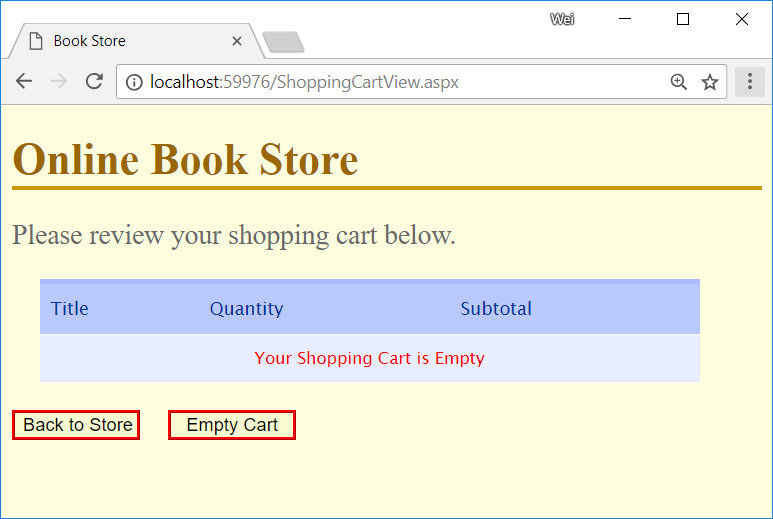 Wei
Book Store
localhost:59976/ShoppingCartView.aspx
Online Book Store
Please review your shopping cart below.
Title Quantity Subtotal
Your Shopping Cart is Empty
Back to Store Empty Cart